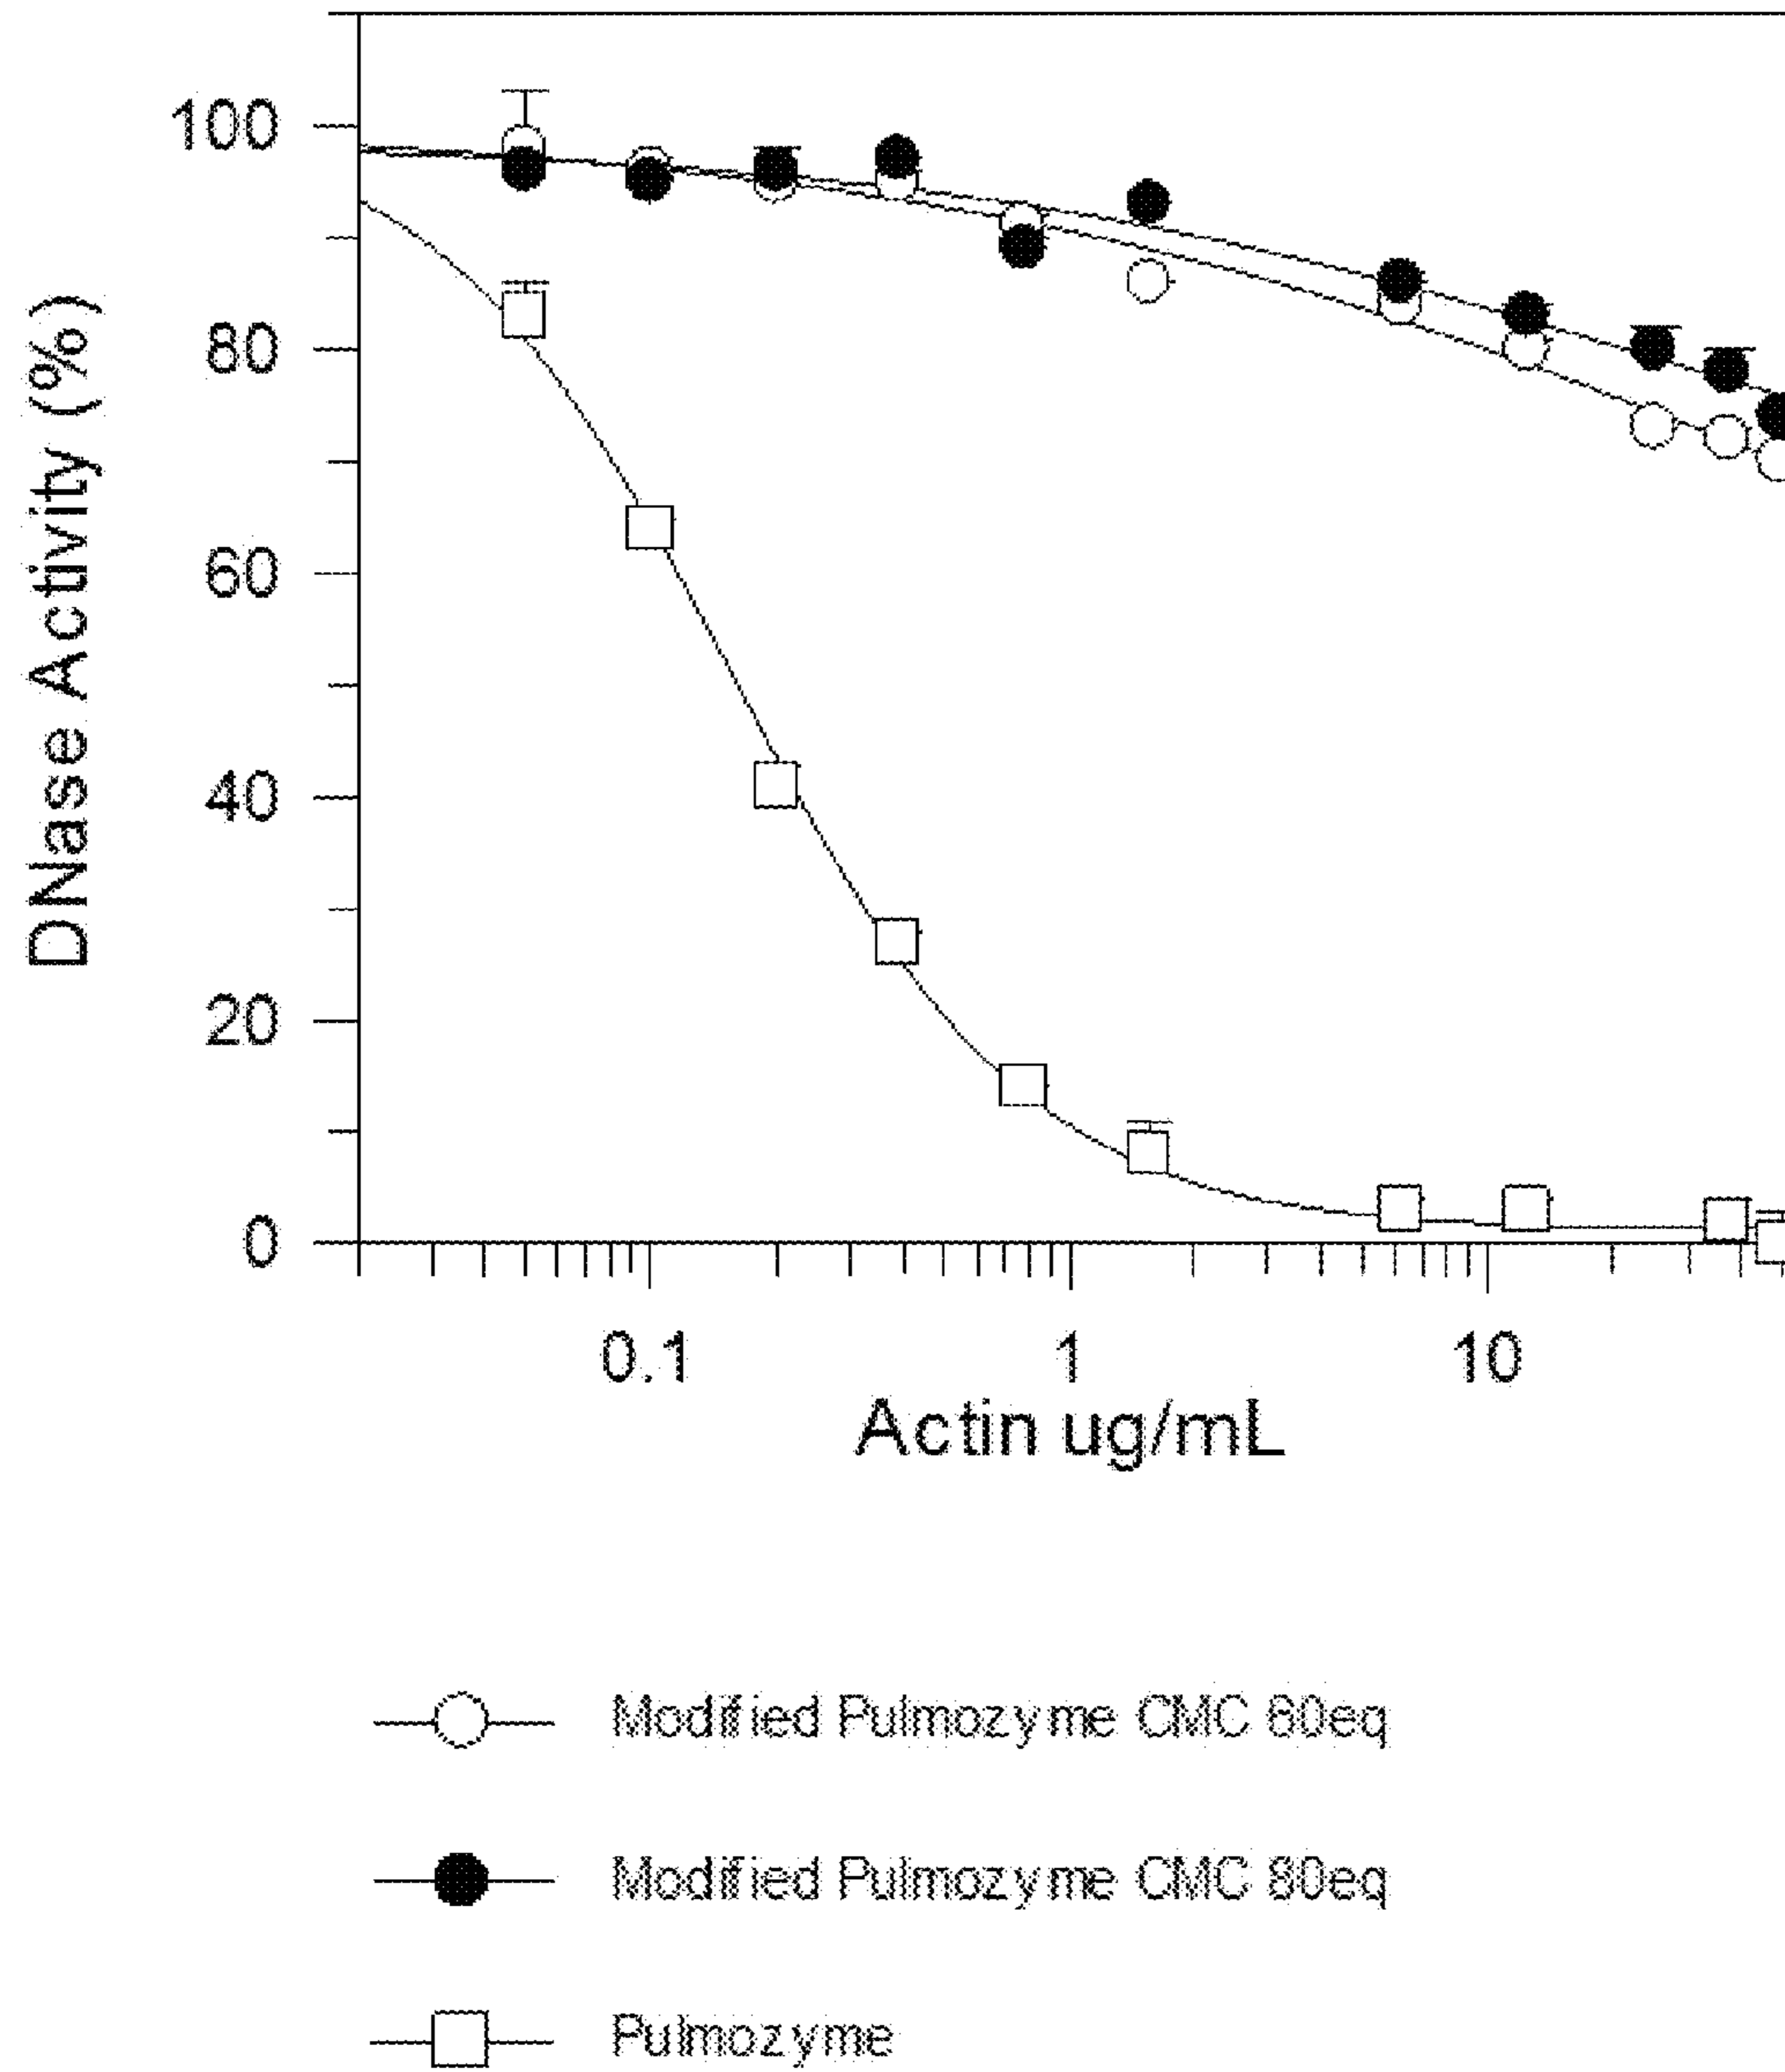 100
80
60
40
20
0
DNase Activity (%)
0.1 1 10
Actin ug/mL
Modified Pulmozyme CMC 60eq
Modified Pulmozyme CMC 80eq
Pulmozyme